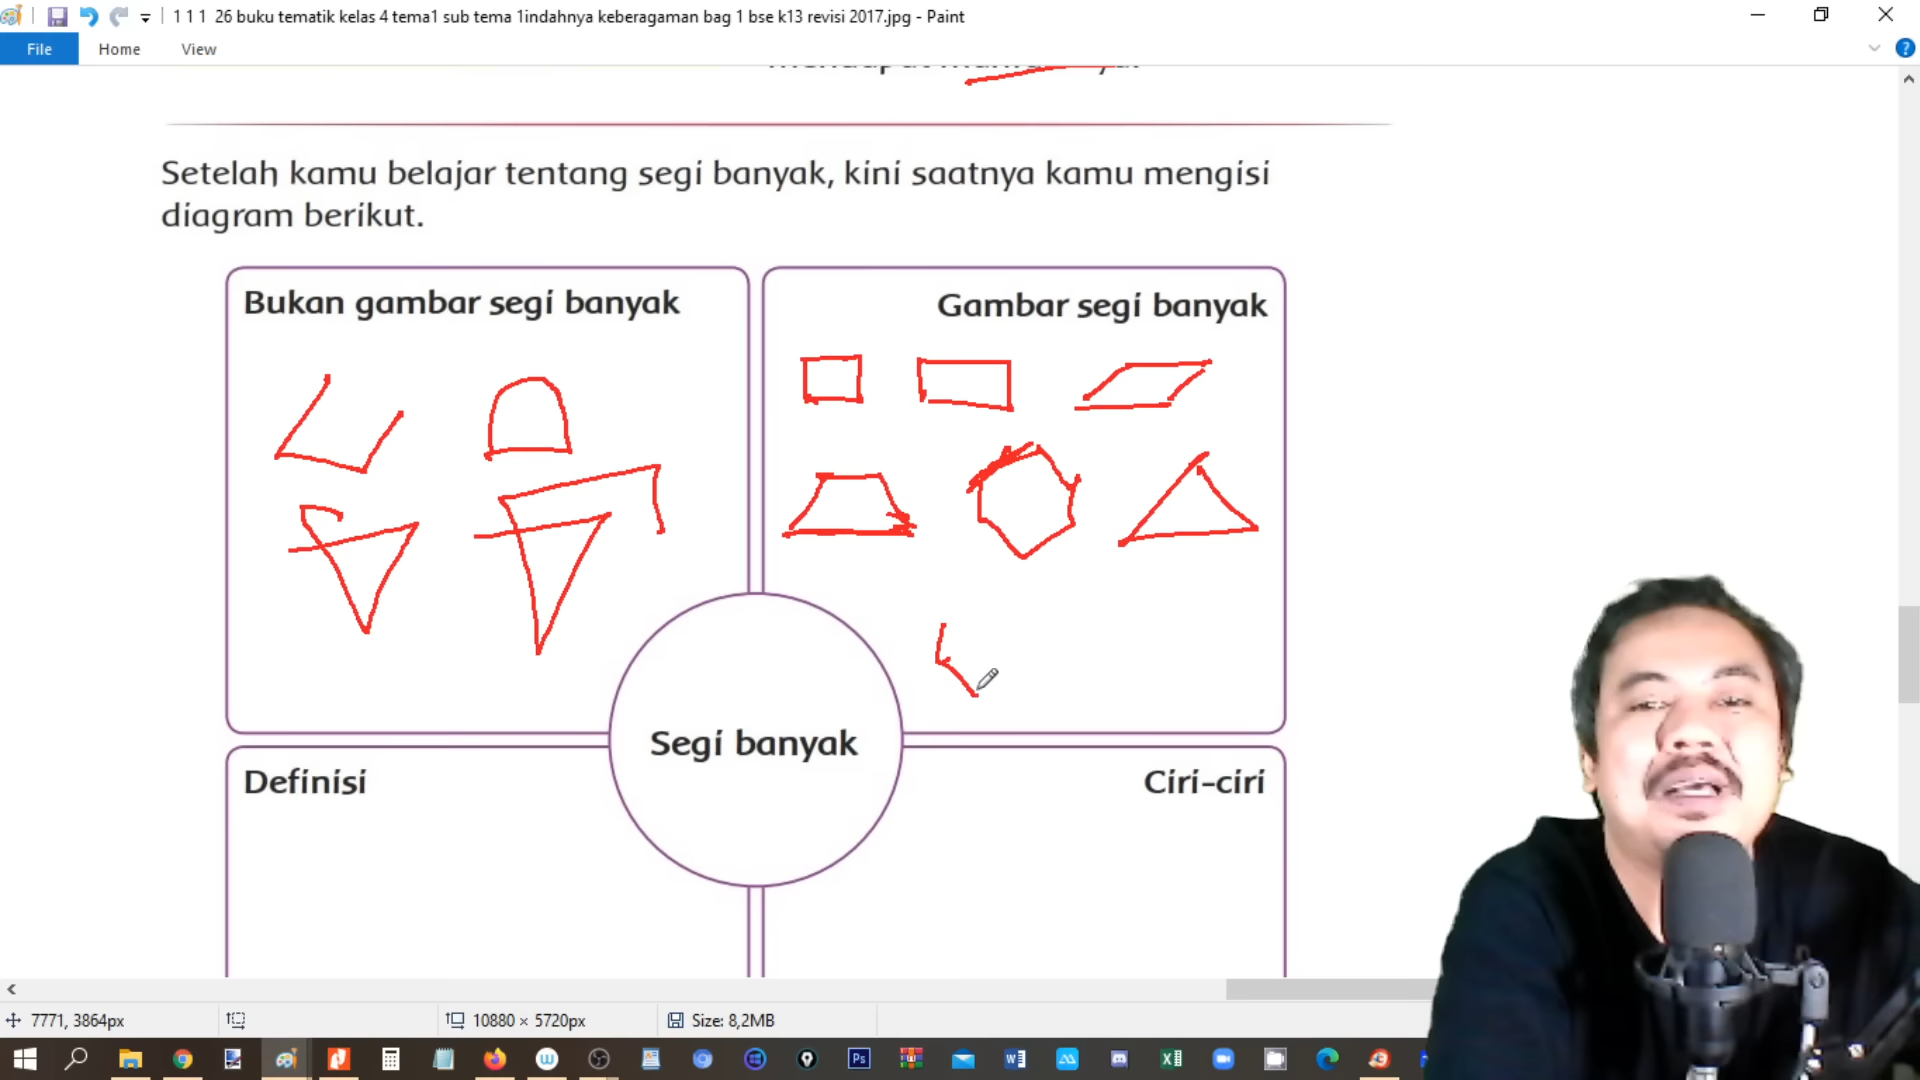 1 1 1 26 buku tematik kelas 4 tema1 sub tema 1indahnya keberagaman bag 1 bse k13 revisi 2017.jpg - Paint
File Home View
Setelah kamu belajar tentang segi banyak, kini saatnya kamu mengisi
diagram berikut.
Bukan gambar segi banyak
Gambar segi banyak
Segi banyak
Definisi
Ciri-ciri
7771, 3864px
10880 × 5720px
Size: 8,2MB